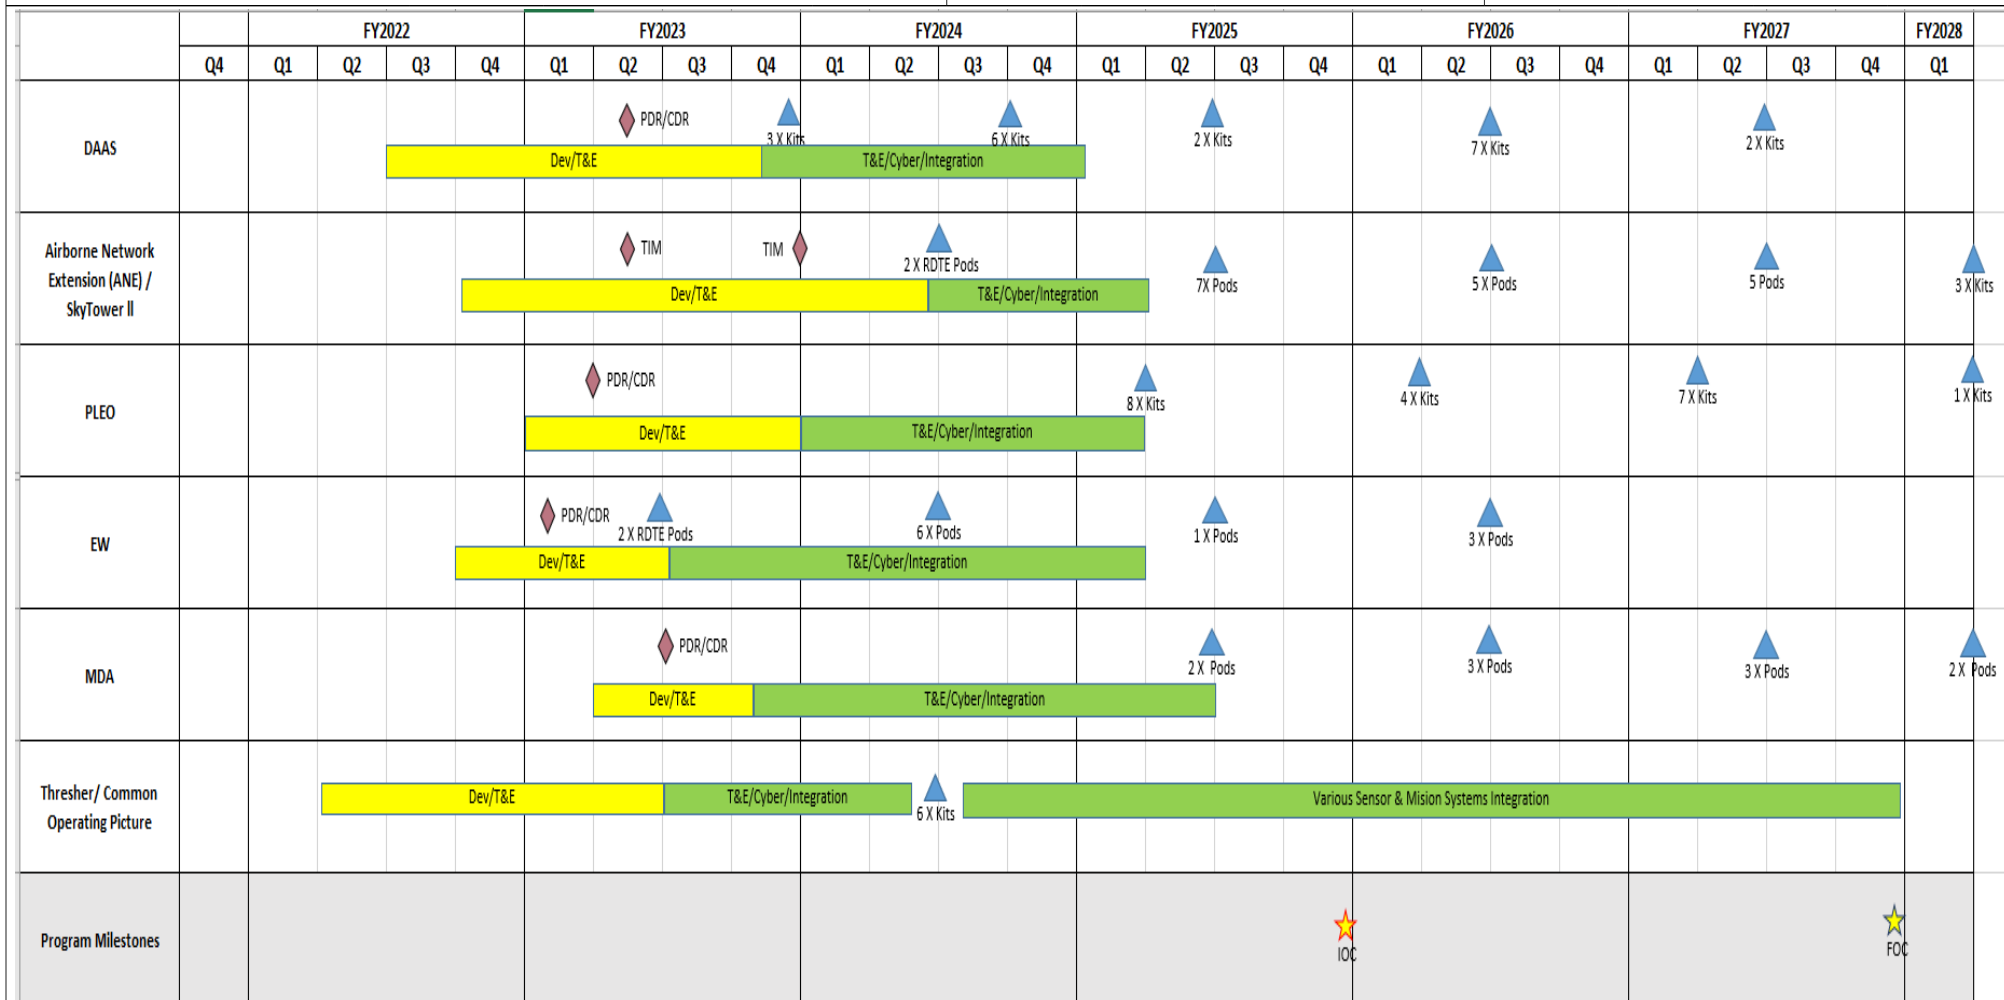 FY2022 FY2023 FY2024 FY2025 FY2026 FY2027 FY2028
Q4 Q1 Q2 Q3 Q4 Q1 Q2 Q3 Q4 Q1 Q2 Q3 Q4 Q1 Q2 Q3 Q4 Q1 Q2 Q3 Q4 Q1 Q2 Q3 Q4 Q1
DAAS
PDR/CDR
3 X Kits
6 X Kits
2 X Kits
7 X Kits
2 X Kits
Dev/T&E
T&E/Cyber/Integration
Airborne Network
Extension (ANE) /
SkyTower II
TIM
TIM
2 X RDTE Pods
7X Pods
5 X Pods
5 Pods
3 X Kits
Dev/T&E
T&E/Cyber/Integration
PLEO
PDR/CDR
8 X Kits
4 X Kits
7 X Kits
1 X Kits
Dev/T&E
T&E/Cyber/Integration
EW
PDR/CDR
2 X RDTE Pods
6 X Pods
1 X Pods
3 X Pods
Dev/T&E
T&E/Cyber/Integration
MDA
PDR/CDR
2 X Pods
3 X Pods
3 X Pods
2 X Pods
Dev/T&E
T&E/Cyber/Integration
Thresher/ Common
Operating Picture
Dev/T&E
T&E/Cyber/Integration
6 X Kits
Various Sensor & Mision Systems Integration
Program Milestones
IOC
FOC